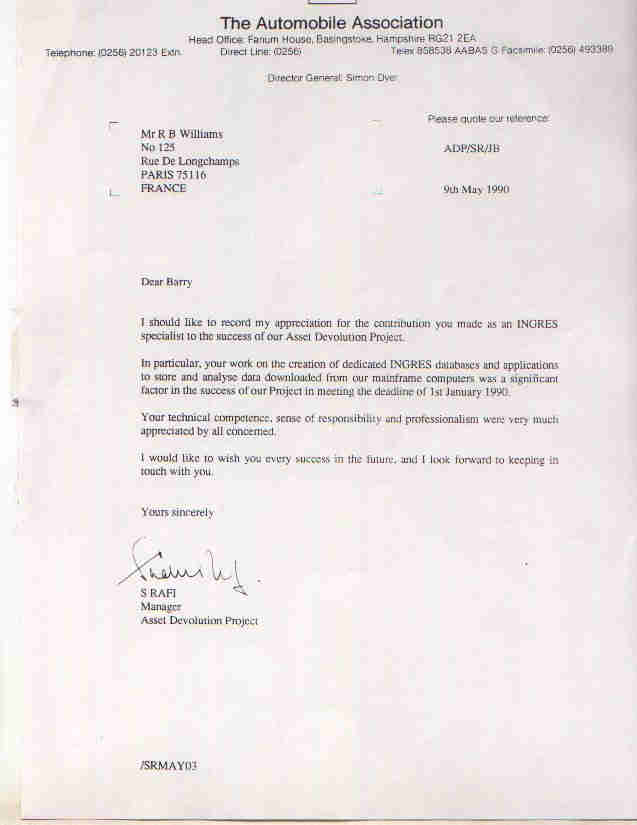 The Automobile Association
Head Office: Fanum House, Basingstoke, Hampshire RG21 2EA
Telephone: (0256) 20123 Extn. Direct Line: (0256) Telex 858538 AABAS G Facsimile: (0256) 493389
Director General: Simon Dyer
Please quote our reference:
Mr R B Williams
No 125
Rue De Longchamps
PARIS 75116
FRANCE
ADP/SR/JB
9th May 1990
Dear Barry
I should like to record my appreciation for the contribution you made as an INGRES
specialist to the success of our Asset Devolution Project.
In particular, your work on the creation of dedicated INGRES databases and applications
to store and analyse data downloaded from our mainframe computers was a significant
factor in the success of our Project in meeting the deadline of 1st January 1990.
Your technical competence, sense of responsibility and professionalism were very much
appreciated by all concerned.
I would like to wish you every success in the future, and I look forward to keeping in
touch with you.
Yours sincerely
S RAFI
Manager
Asset Devolution Project
/SRMAY03